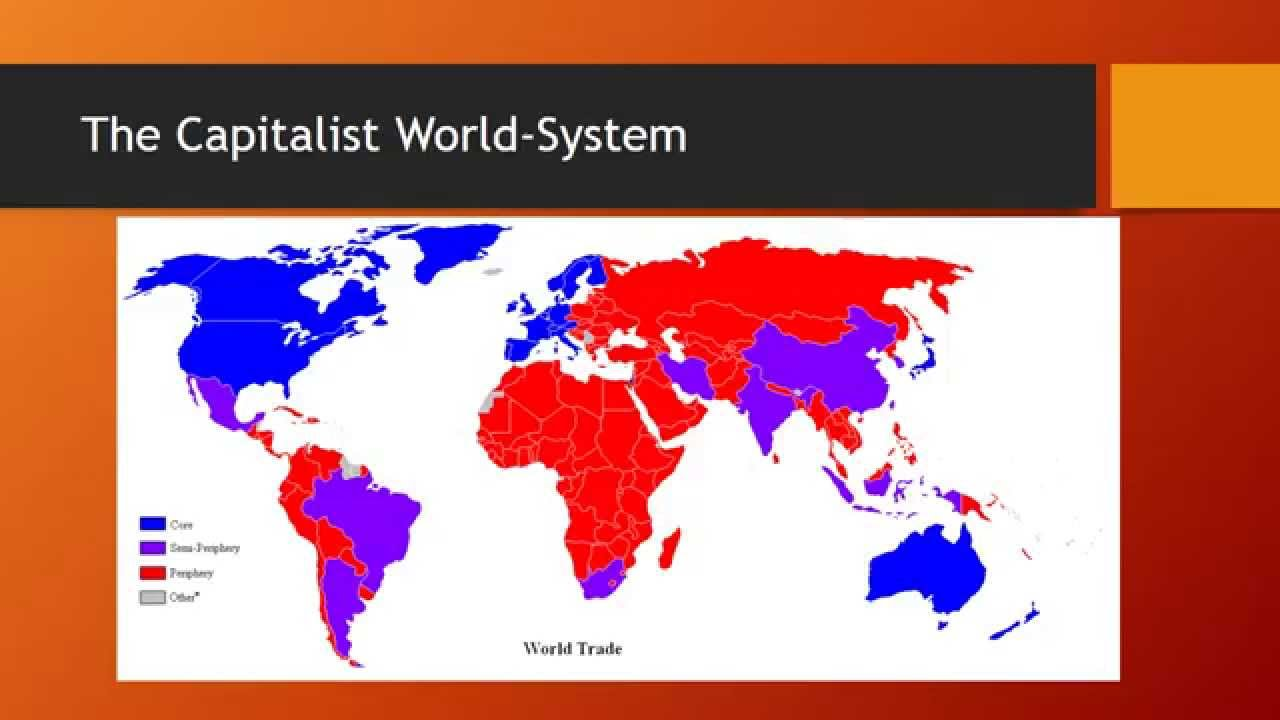 The Capitalist World-System
Core
Semi-Periphery
Periphery
Other*
World Trade